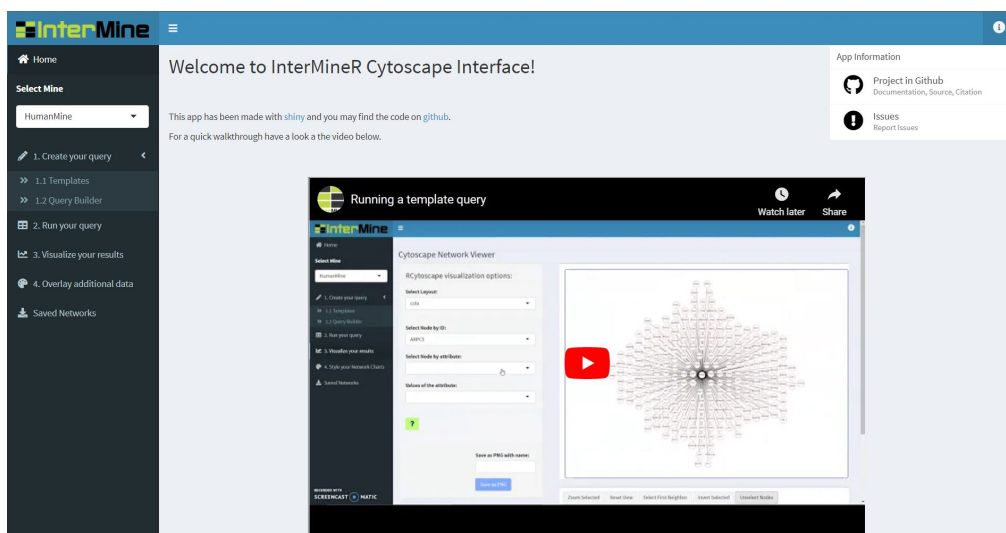 InterMine
Home
Select Mine
HumanMine
1. Create your query
1.1 Templates
1.2 Query Builder
2. Run your query
3. Visualize your results
4. Overlay additional data
Saved Networks
Welcome to InterMineR Cytoscape Interface!
This app has been made with shiny and you may find the code on github.
For a quick walkthrough have a look a the video below.
App Information
Project in Github
Documentation, Source, Citation
Issues
Report Issues
Running a template query
Watch later
Share
InterMine
Home
Select Mine
HumanMine
1. Create your query
1.1 Templates
1.2 Query Builder
2. Run your query
3. Visualize your results
4. Style your Network Charts
Saved Networks
RECORDED WITH
SCREENCAST MATIC
Cytoscape Network Viewer
RCytoscape visualization options:
Select Layout:
cola
Select Node by ID:
ARPC3
Select Node by attribute:
Values of the attribute:
?
Save as PNG with name:
Save as PNG
Zoom Selected
Reset View
Select First Neighbor
Invert Selected
Unselect Nodes